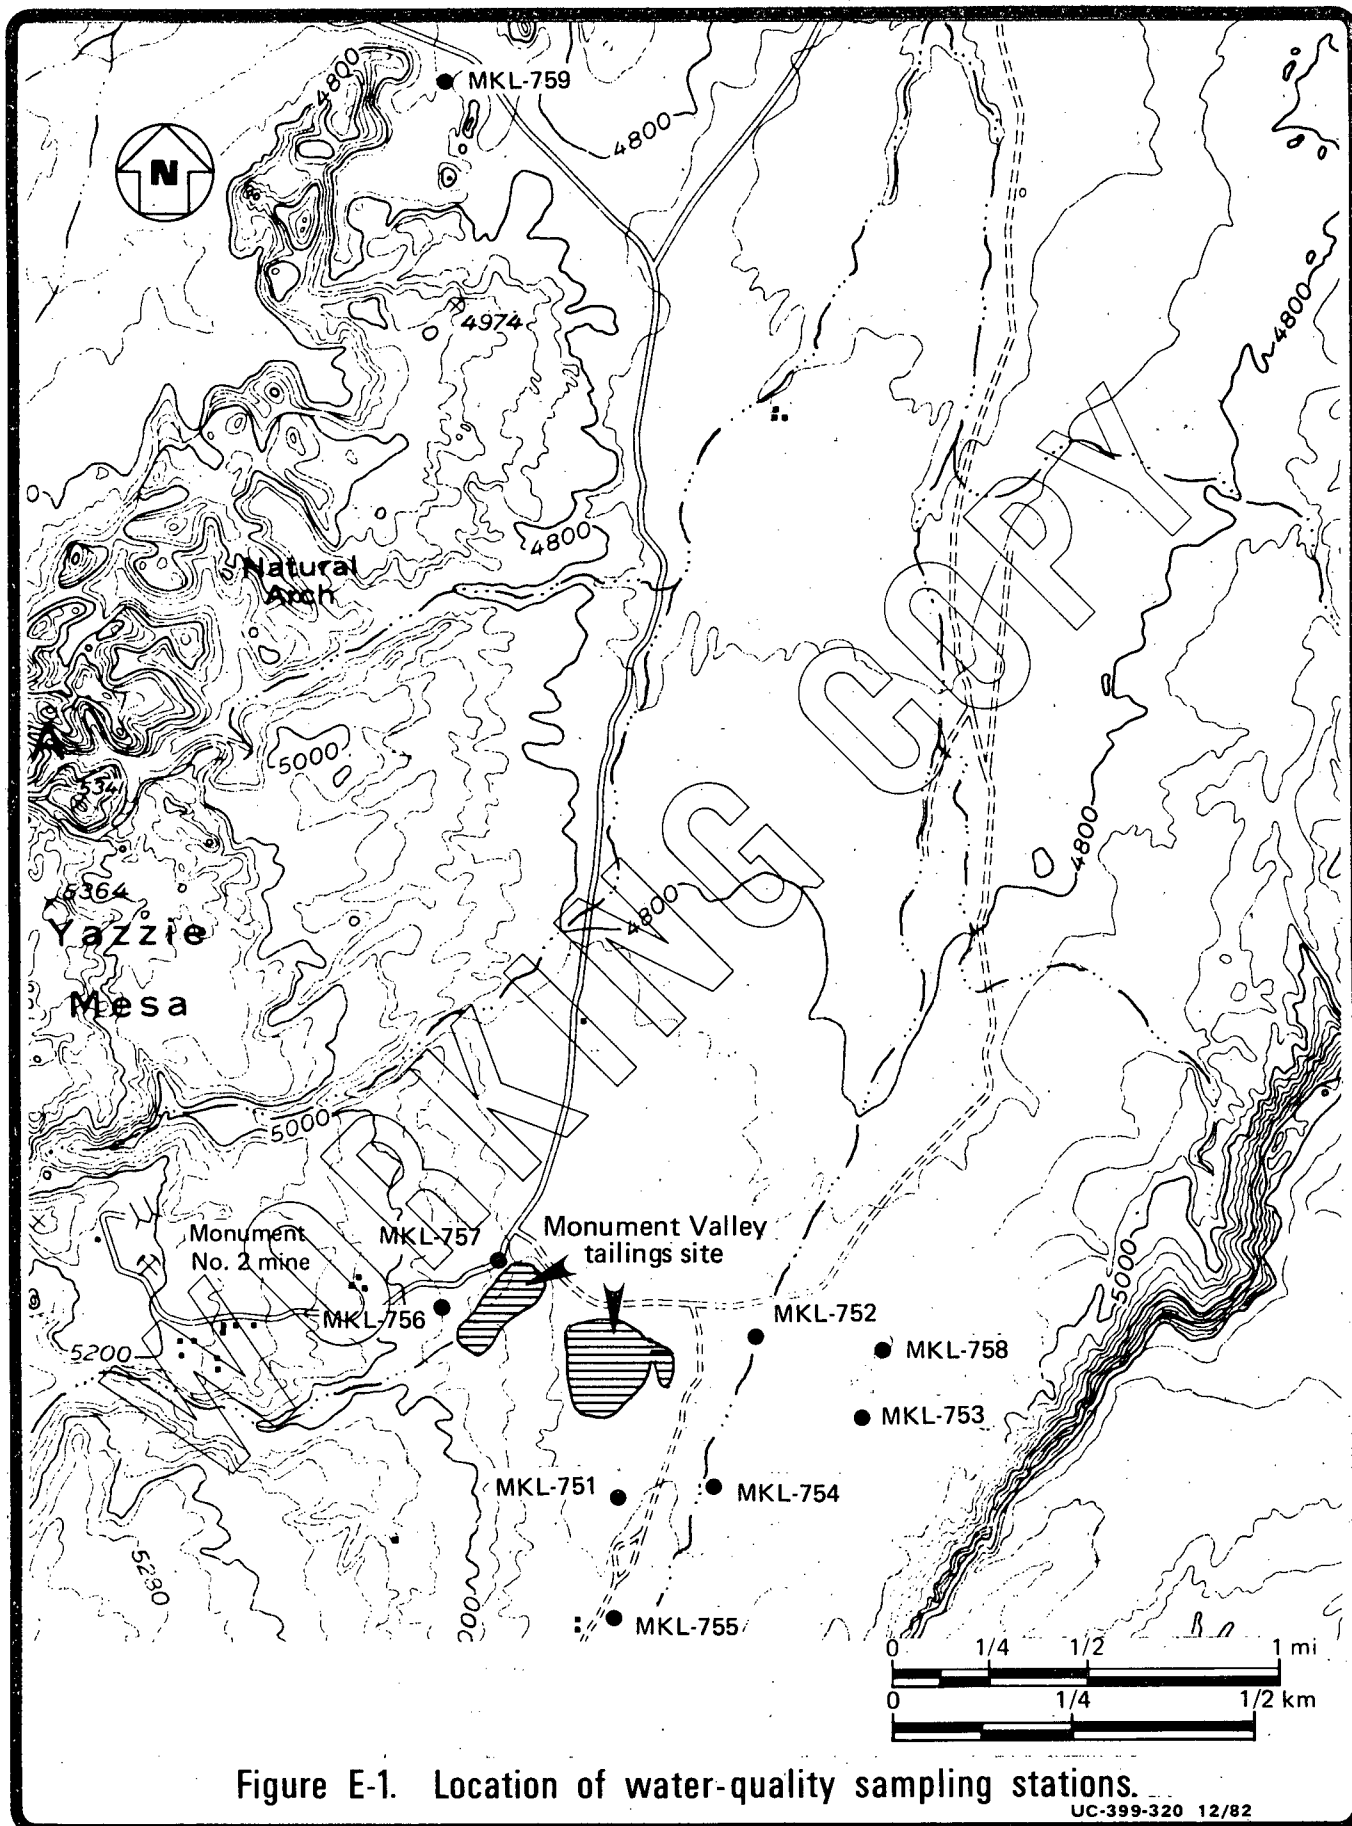 4800
MKL-759
4800
N
4974
4800
4800
Natural
Arch
5000
534
4800
5364
4800
Yazzie
Mesa
WORKING COPY
5000
Monument
No. 2 mine
MKL-757
Monument Valley
tailings site
5000
MKL-756
MKL-752
5200
MKL-758
MKL-753
MKL-751
MKL-754
MKL-755
0 1/4 1/2 1 mi
0 1/4 1/2 km
Figure E-1. Location of water-quality sampling stations.
UC-399-320 12/82